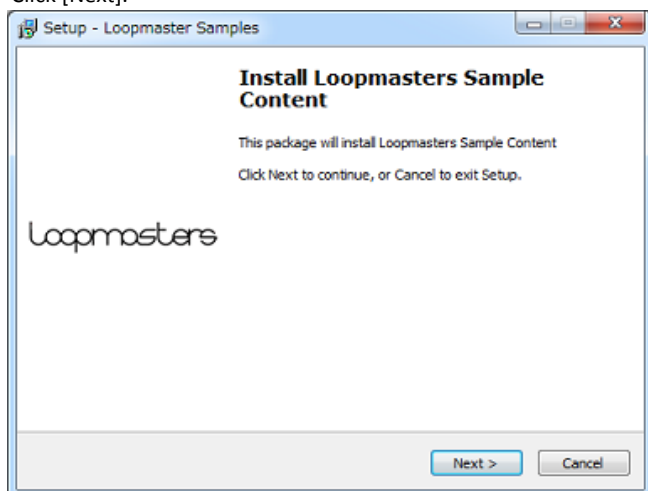 Click [Next].
Setup - Loopmaster Samples
Install Loopmasters Sample
Content
This package will install Loopmasters Sample Content
Click Next to continue, or Cancel to exit Setup.
Loopmasters
Next >
Cancel